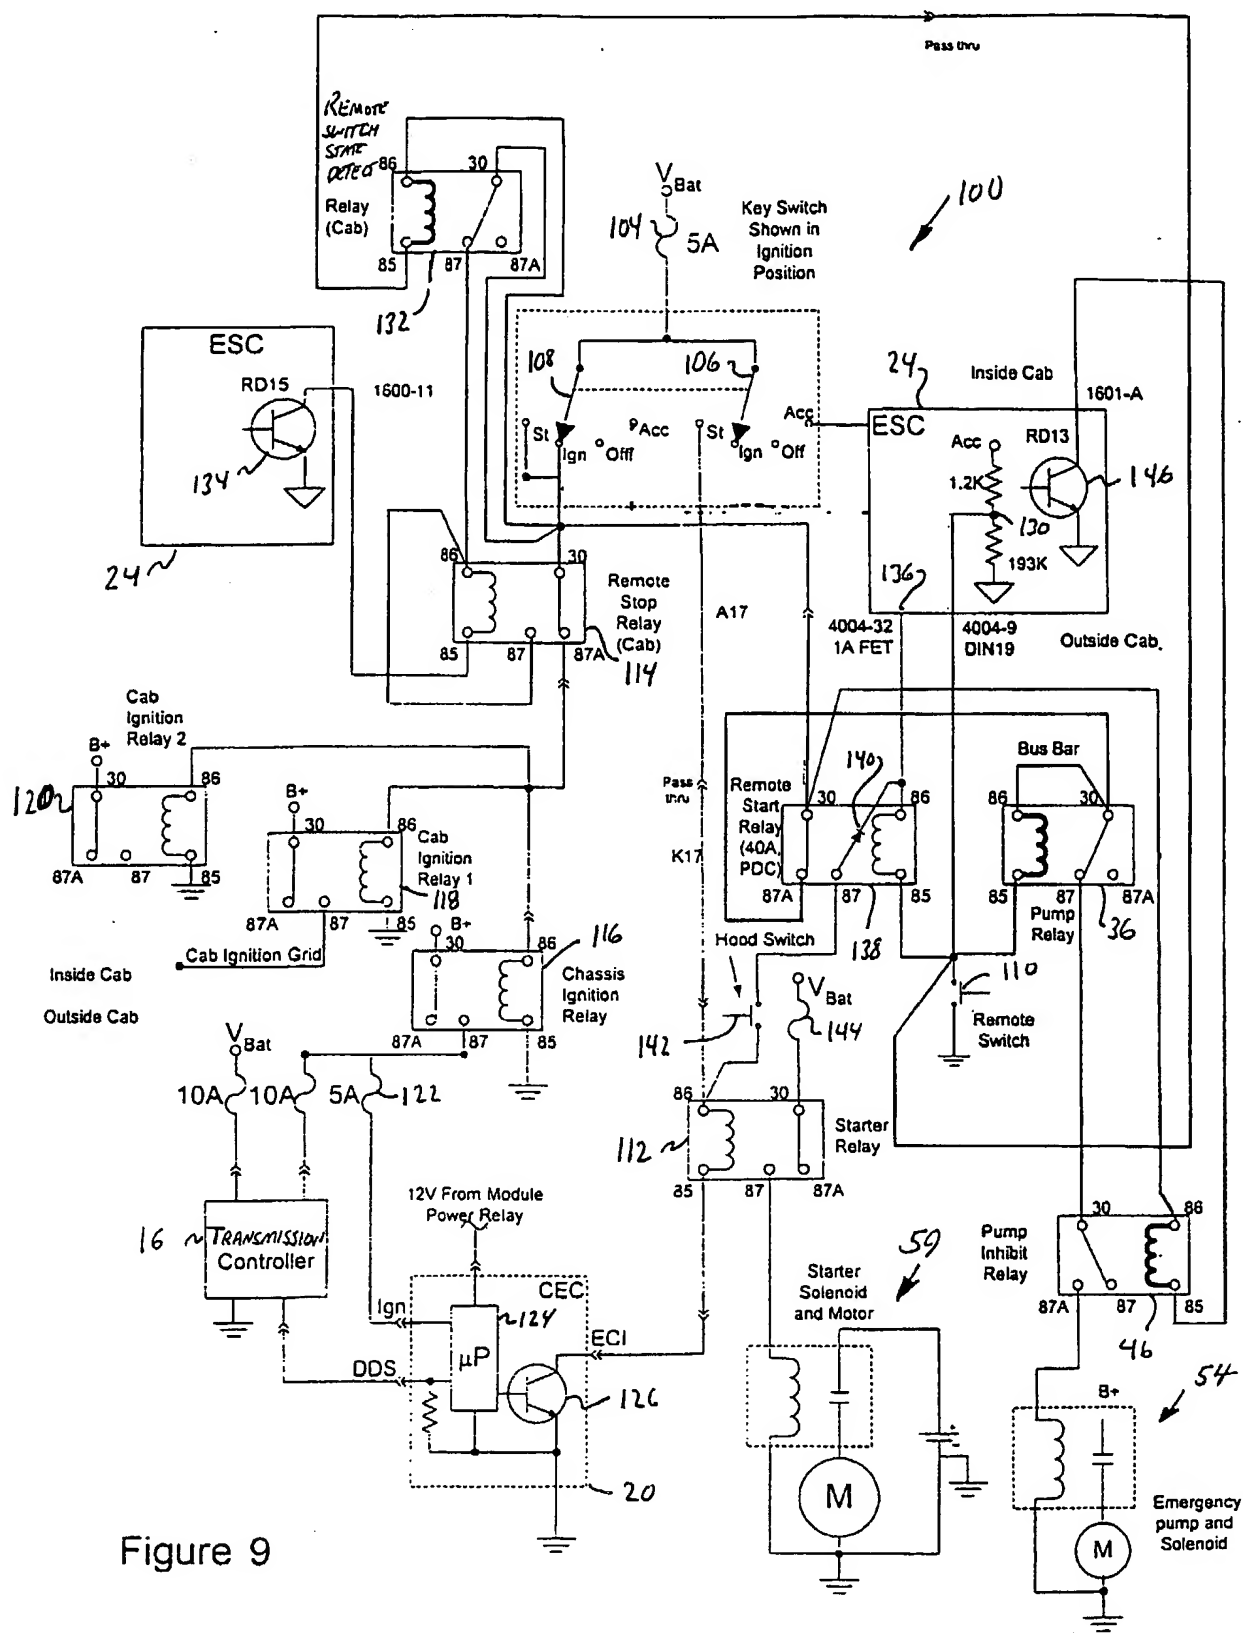 Pass thru
REMOTE
SWITCH
STATE
DETECT
86
30
Relay
(Cab)
85
87
87A
132
V Bat
104
5A
Key Switch
Shown in
Ignition
Position
100
ESC
RD15
1600-11
134
24
108
106
St
Ign
Off
Acc
St
Ign
Off
Acc
24
Inside Cab
1601-A
ESC
Acc
RD13
1.2K
146
130
193K
136
4004-32
1A FET
4004-9
DIN19
Outside Cab.
86
30
Remote
Stop
Relay
(Cab)
85
87
87A
114
A17
Cab
Ignition
Relay 2
B+
30
86
120
87A
87
85
B+
30
86
Cab
Ignition
Relay 1
118
87A
87
85
Cab Ignition Grid
B+
30
86
116
Chassis
Ignition
Relay
87A
87
85
Inside Cab
Outside Cab
Pass
thru
K17
Remote
Start
Relay
(40A,
PDC)
30
140
86
87A
87
85
138
Bus Bar
86
30
85
87
87A
Pump
Relay
36
Hood Switch
142
V Bat
144
110
Remote
Switch
V Bat
10A
10A
5A
122
86
30
112
Starter
Relay
85
87
87A
16
TRANSMISSION
Controller
12V From Module
Power Relay
CEC
Ign
124
µP
ECI
DDS
126
20
Starter
Solenoid
and Motor
50
M
Pump
Inhibit
Relay
30
86
87A
87
85
46
54
B+
M
Emergency
pump and
Solenoid
Figure 9